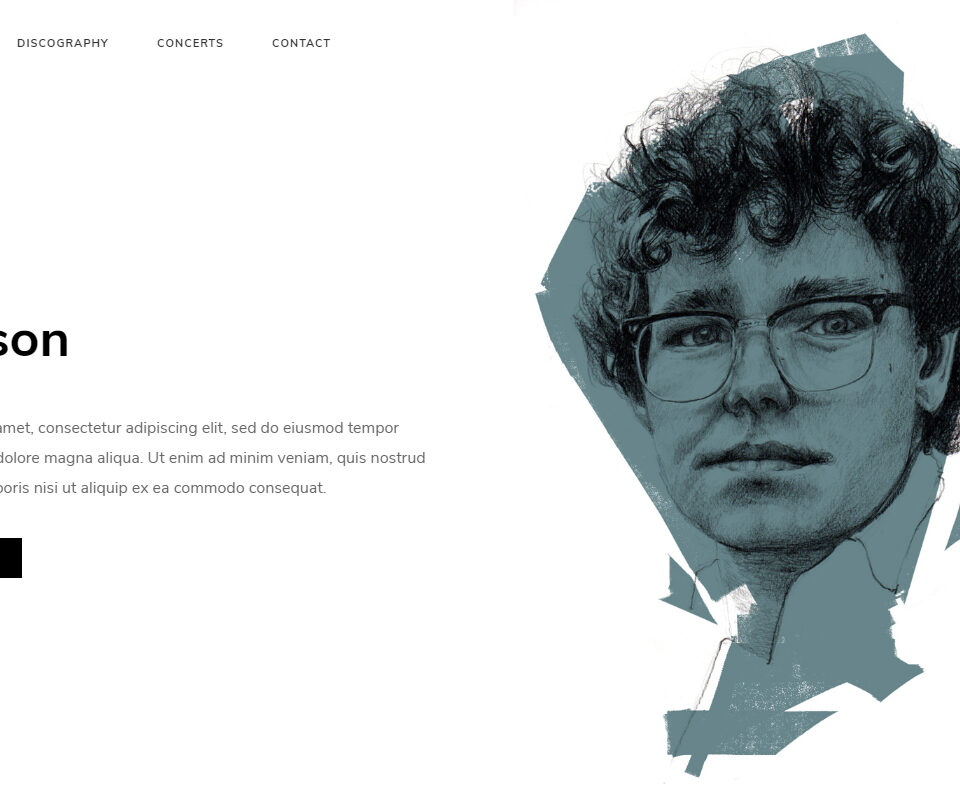 DISCOGRAPHY CONCERTS CONTACT
son
amet, consectetur adipiscing elit, sed do eiusmod tempor
dolore magna aliqua. Ut enim ad minim veniam, quis nostrud
boris nisi ut aliquip ex ea commodo consequat.